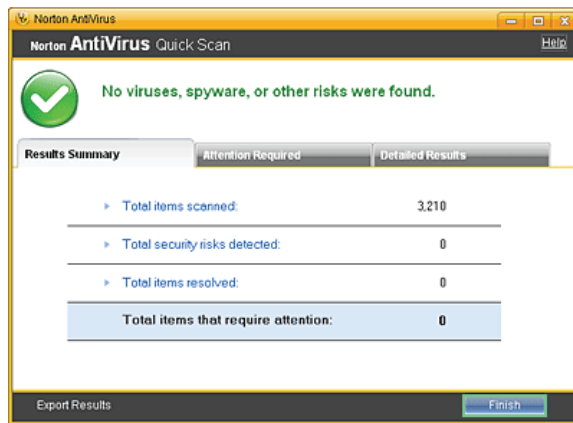 Norton AntiVirus
Norton AntiVirus Quick Scan Help
No viruses, spyware, or other risks were found.
Results Summary Attention Required Detailed Results
Total items scanned: 3,210
Total security risks detected: 0
Total items resolved: 0
Total items that require attention: 0
Export Results Finish